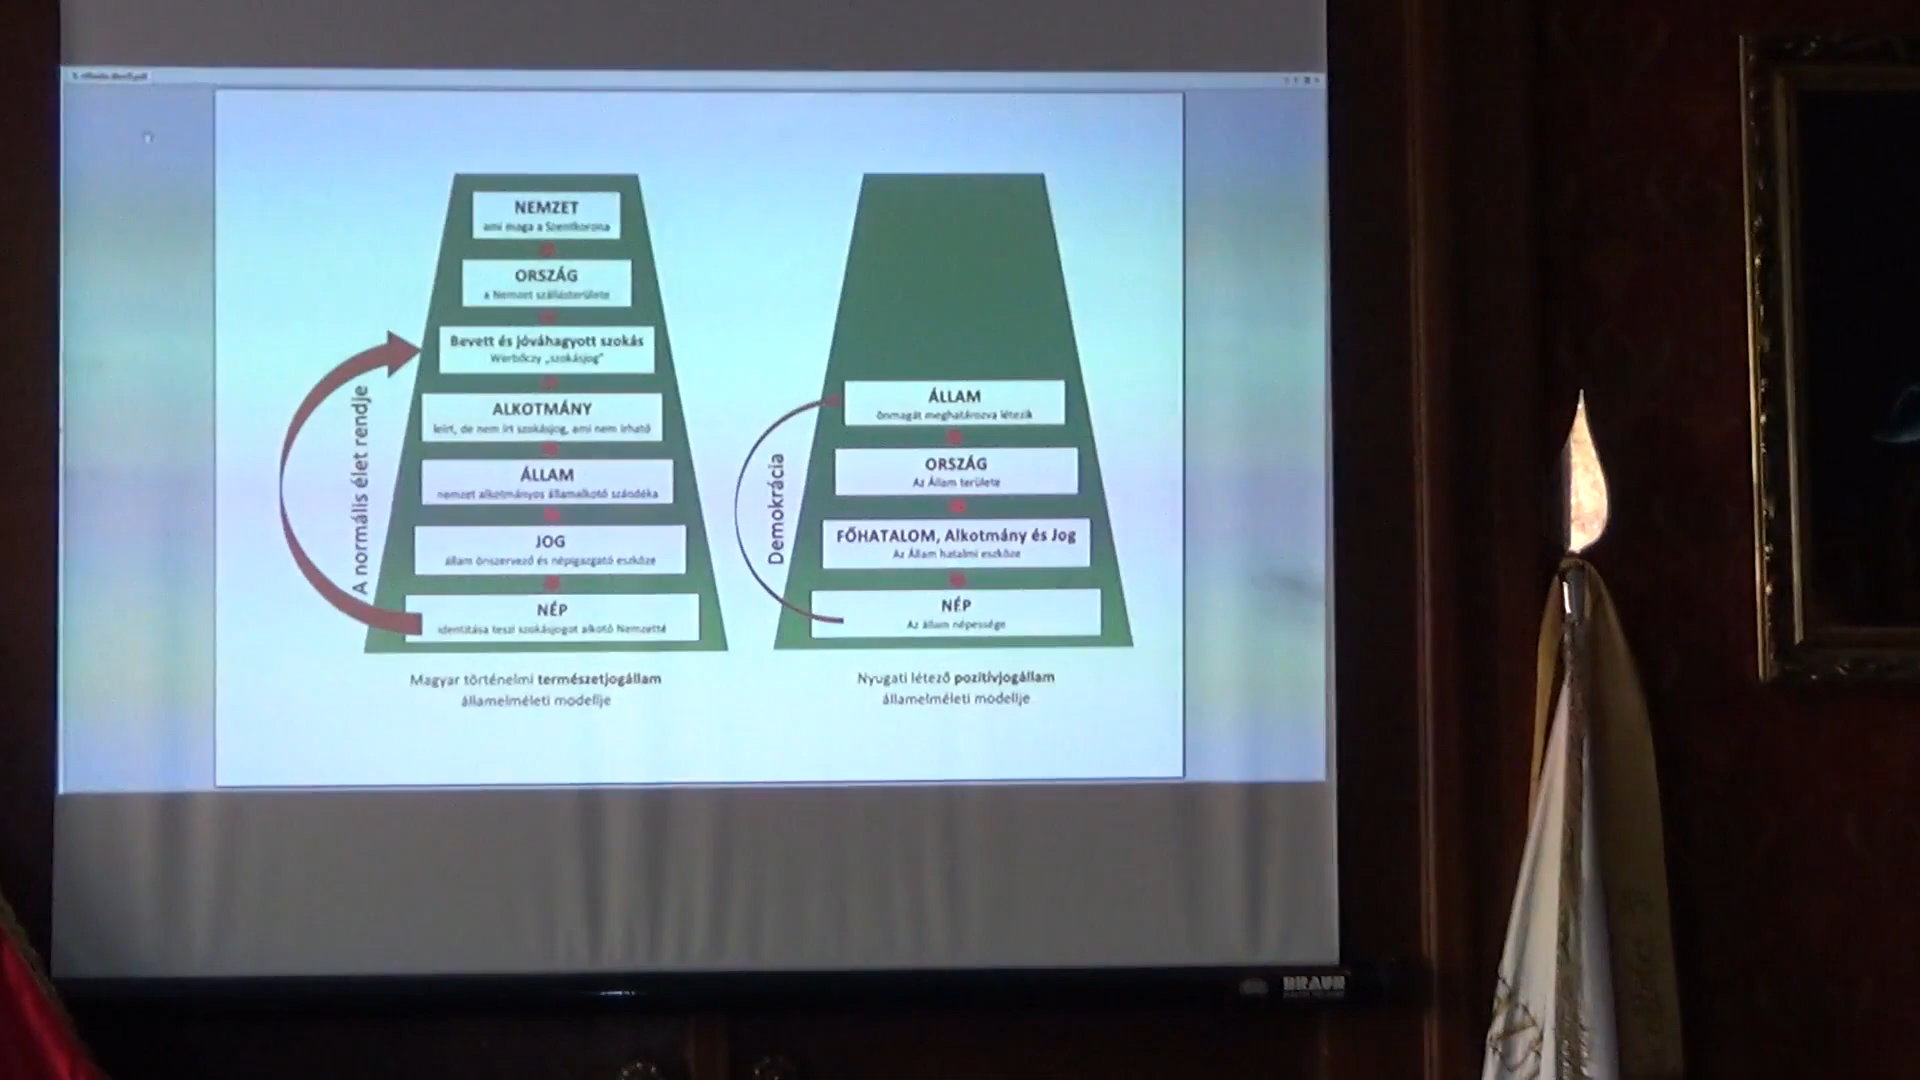 NEMZET
ami maga a Szentkorona
ORSZÁG
a Nemzet szállásterülete
Bevett és jóváhagyott szokás
Werbőczy „szokásjog"
ALKOTMÁNY
leírt, de nem írt szokásjog, ami nem írható
ÁLLAM
nemzet alkotmányos államalkotó szándéka
JOG
állam önszervező és népigazgató eszköze
NÉP
identitása teszi szokásjogot alkotó Nemzetté
A normális élet rendje
Magyar történelmi természetjogállam
államelméleti modellje
ÁLLAM
önmagát meghatározva létezik
ORSZÁG
Az Állam területe
FŐHATALOM, Alkotmány és Jog
Az Állam hatalmi eszköze
NÉP
Az állam népessége
Demokrácia
Nyugati létező pozitívjogállam
államelméleti modellje
BRAUN